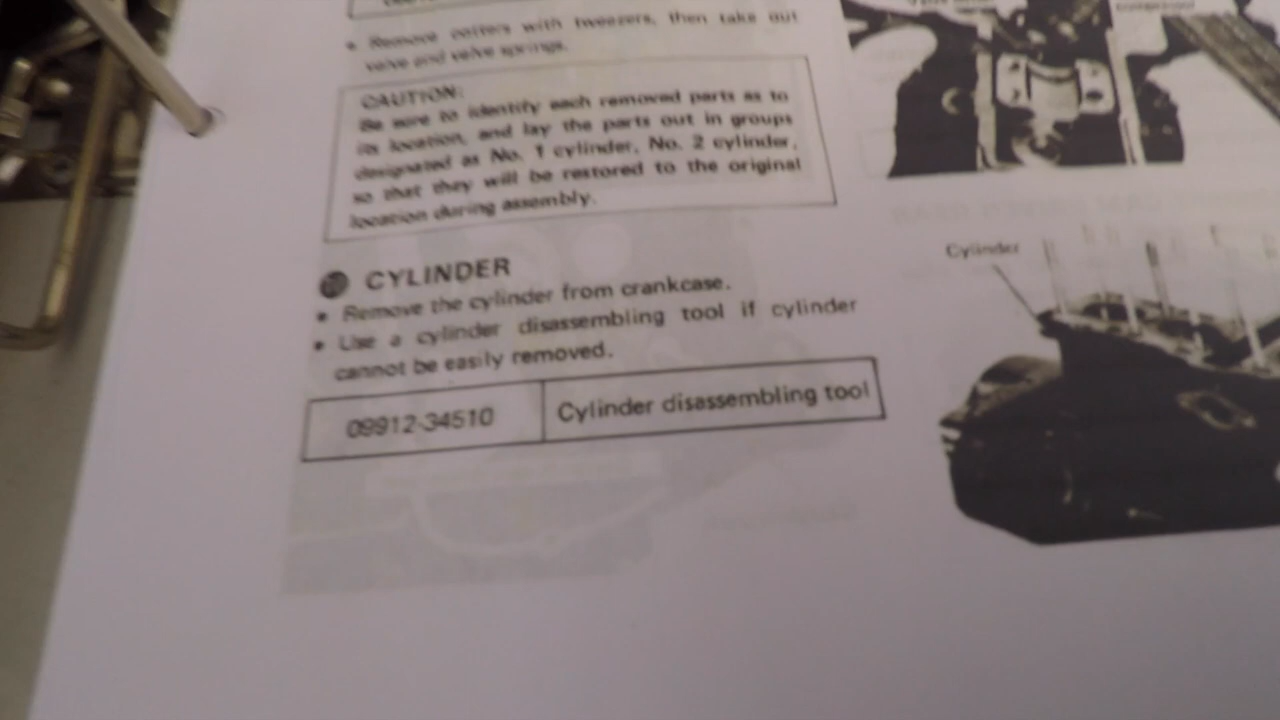 • Remove cotters with tweezers, then take out
valve and valve springs.
CAUTION:
Be sure to identify each removed parts as to
its location, and lay the parts out in groups
designated as No. 1 cylinder, No. 2 cylinder,
so that they will be restored to the original
location during assembly.
CYLINDER
• Remove the cylinder from crankcase.
• Use a cylinder disassembling tool if cylinder
cannot be easily removed.
09912-34510 Cylinder disassembling tool
Cylinder